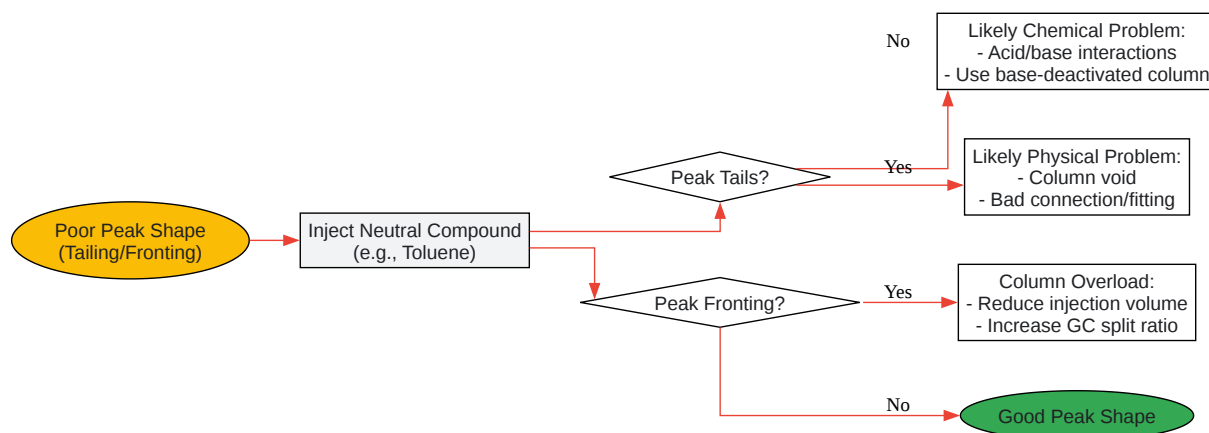 No
Likely Chemical Problem:
- Acid/base interactions
- Use base-deactivated column
Peak Tails?
Yes
Likely Physical Problem:
- Column void
- Bad connection/fitting
Poor Peak Shape
(Tailing/Fronting)
Inject Neutral Compound
(e.g., Toluene)
Peak Fronting?
Yes
Column Overload:
- Reduce injection volume
- Increase GC split ratio
No
Good Peak Shape